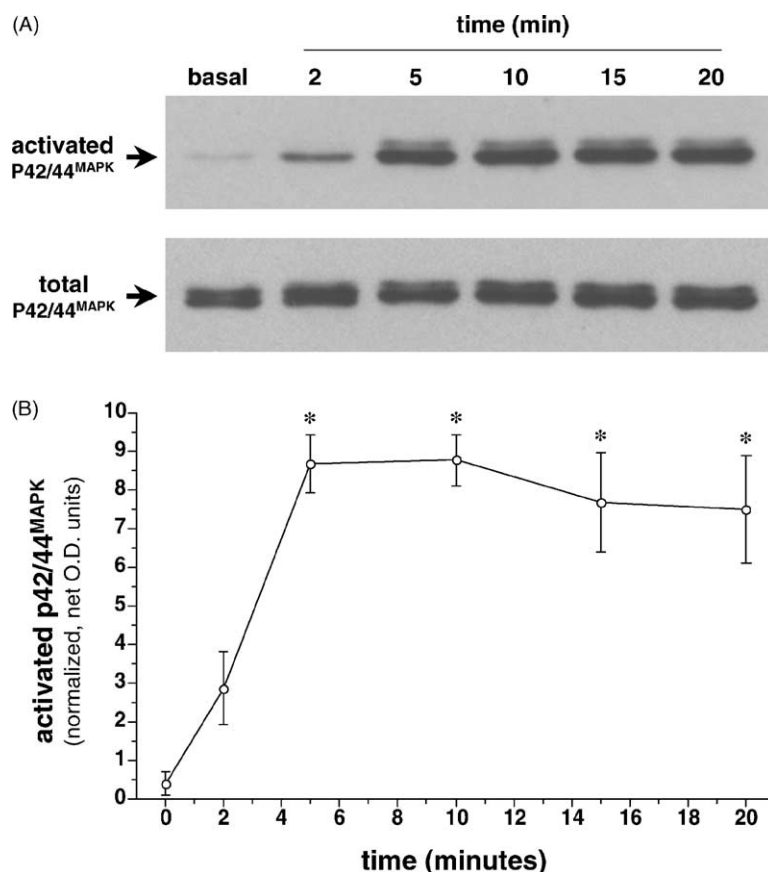 (A)
time (min)
basal 2 5 10 15 20
activated
P42/44MAPK
total
P42/44MAPK
(B)
activated p42/44MAPK
(normalized, net O.D. units)
10
9
8
7
6
5
4
3
2
1
0
* * * *
0 2 4 6 8 10 12 14 16 18 20
time (minutes)